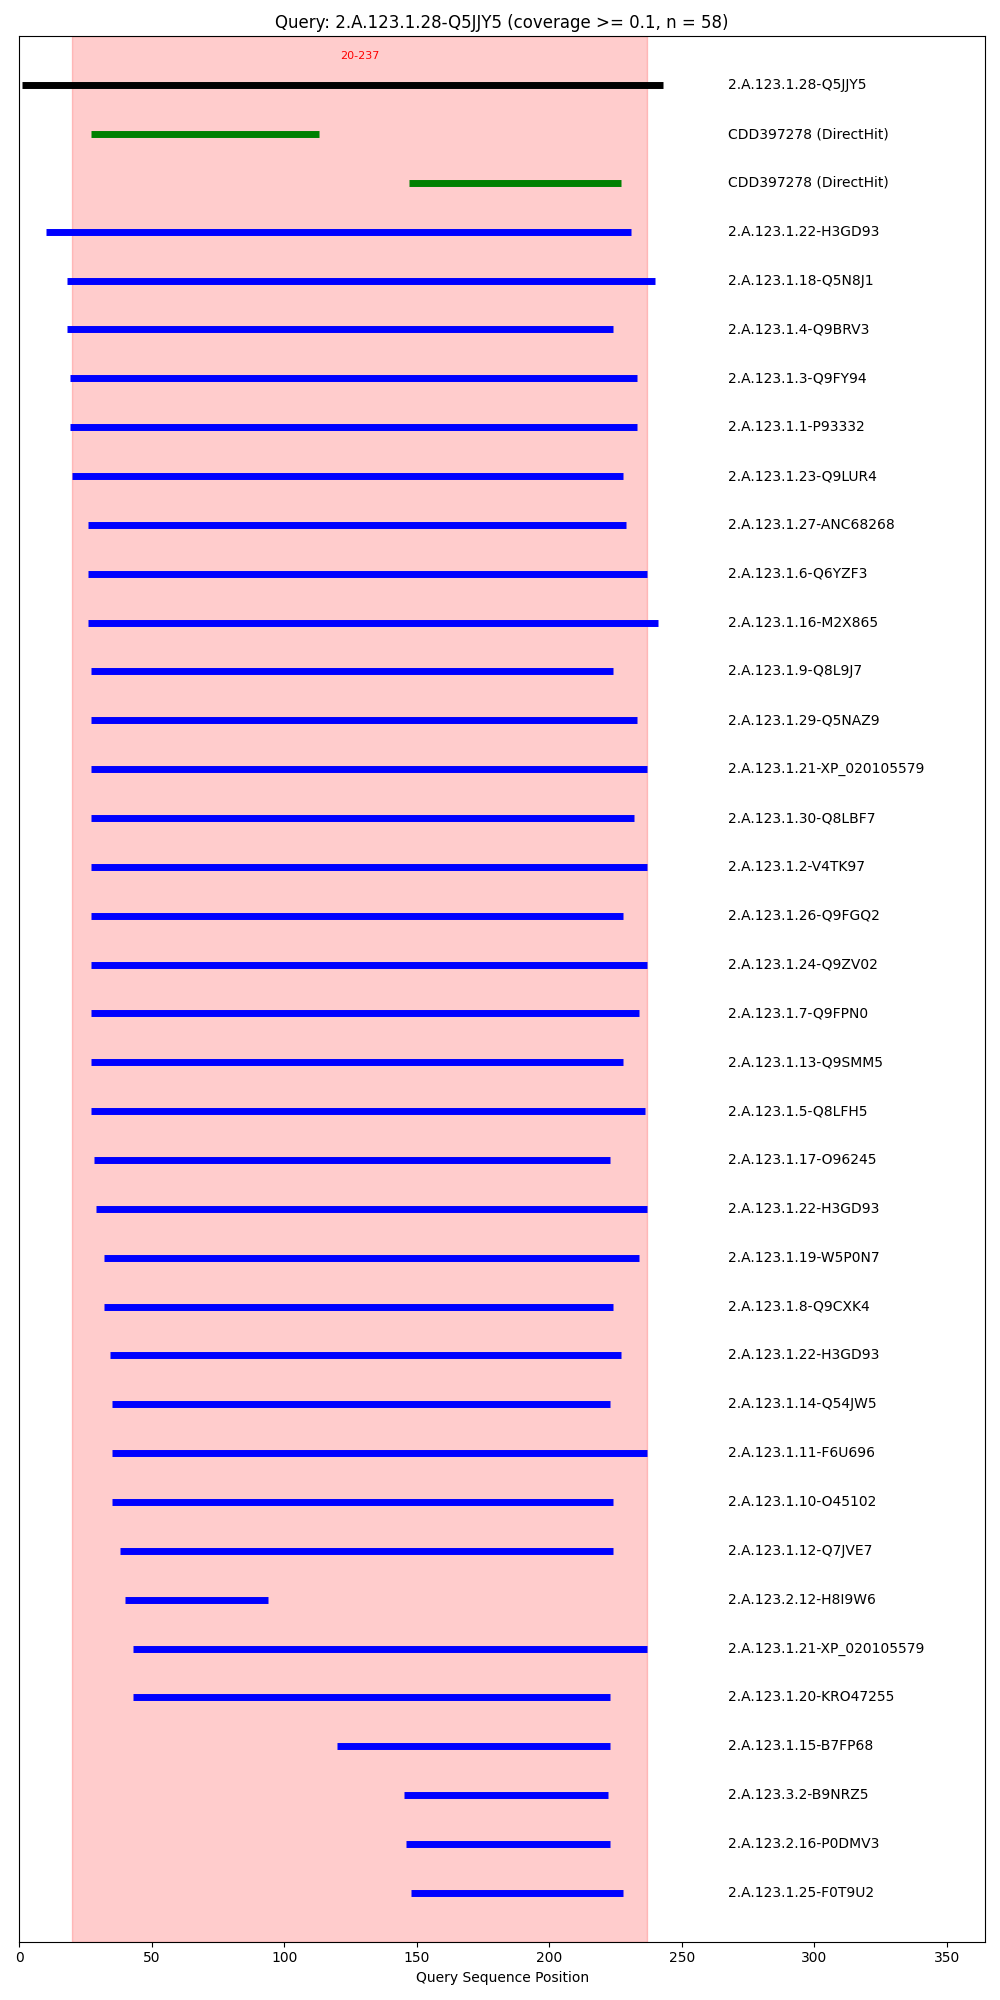 Query: 2.A.123.1.28-Q5JJY5 (coverage >= 0.1, n = 58)
20-237
2.A.123.1.28-Q5JJY5
CDD397278 (DirectHit)
CDD397278 (DirectHit)
2.A.123.1.22-H3GD93
2.A.123.1.18-Q5N8J1
2.A.123.1.4-Q9BRV3
2.A.123.1.3-Q9FY94
2.A.123.1.1-P93332
2.A.123.1.23-Q9LUR4
2.A.123.1.27-ANC68268
2.A.123.1.6-Q6YZF3
2.A.123.1.16-M2X865
2.A.123.1.9-Q8L9J7
2.A.123.1.29-Q5NAZ9
2.A.123.1.21-XP_020105579
2.A.123.1.30-Q8LBF7
2.A.123.1.2-V4TK97
2.A.123.1.26-Q9FGQ2
2.A.123.1.24-Q9ZV02
2.A.123.1.7-Q9FPN0
2.A.123.1.13-Q9SMM5
2.A.123.1.5-Q8LFH5
2.A.123.1.17-O96245
2.A.123.1.22-H3GD93
2.A.123.1.19-W5P0N7
2.A.123.1.8-Q9CXK4
2.A.123.1.22-H3GD93
2.A.123.1.14-Q54JW5
2.A.123.1.11-F6U696
2.A.123.1.10-O45102
2.A.123.1.12-Q7JVE7
2.A.123.2.12-H8I9W6
2.A.123.1.21-XP_020105579
2.A.123.1.20-KRO47255
2.A.123.1.15-B7FP68
2.A.123.3.2-B9NRZ5
2.A.123.2.16-P0DMV3
2.A.123.1.25-F0T9U2
0 50 100 150 200 250 300 350
Query Sequence Position